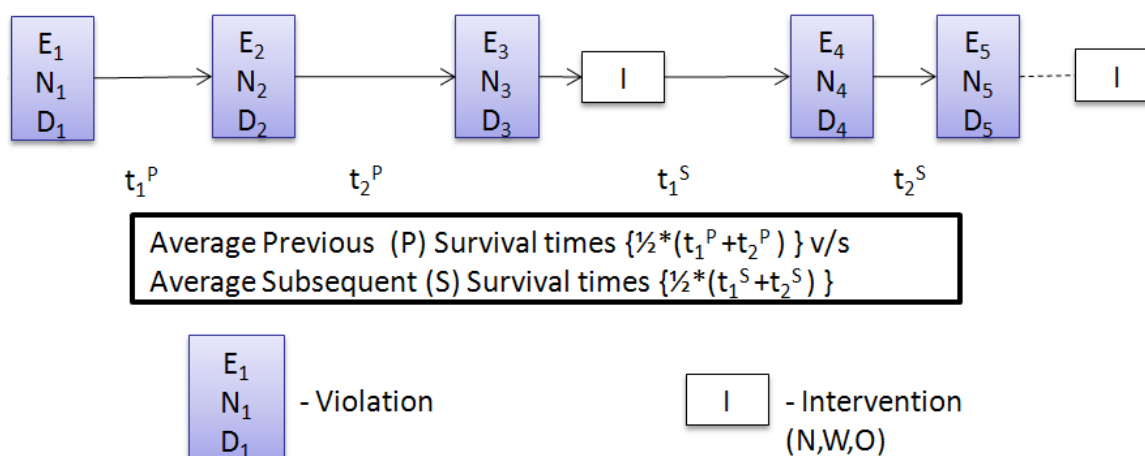 E₁ E₂ E₃ E₄ E₅
N₁ N₂ N₃ I N₄ N₅ I
D₁ D₂ D₃ D₄ D₅
t₁ᴾ t₂ᴾ t₁ˢ t₂ˢ
Average Previous (P) Survival times {½*(t₁ᴾ+t₂ᴾ) } v/s
Average Subsequent (S) Survival times {½*(t₁ˢ+t₂ˢ) }
E₁
N₁ - Violation I - Intervention
D₁ (N,W,O)